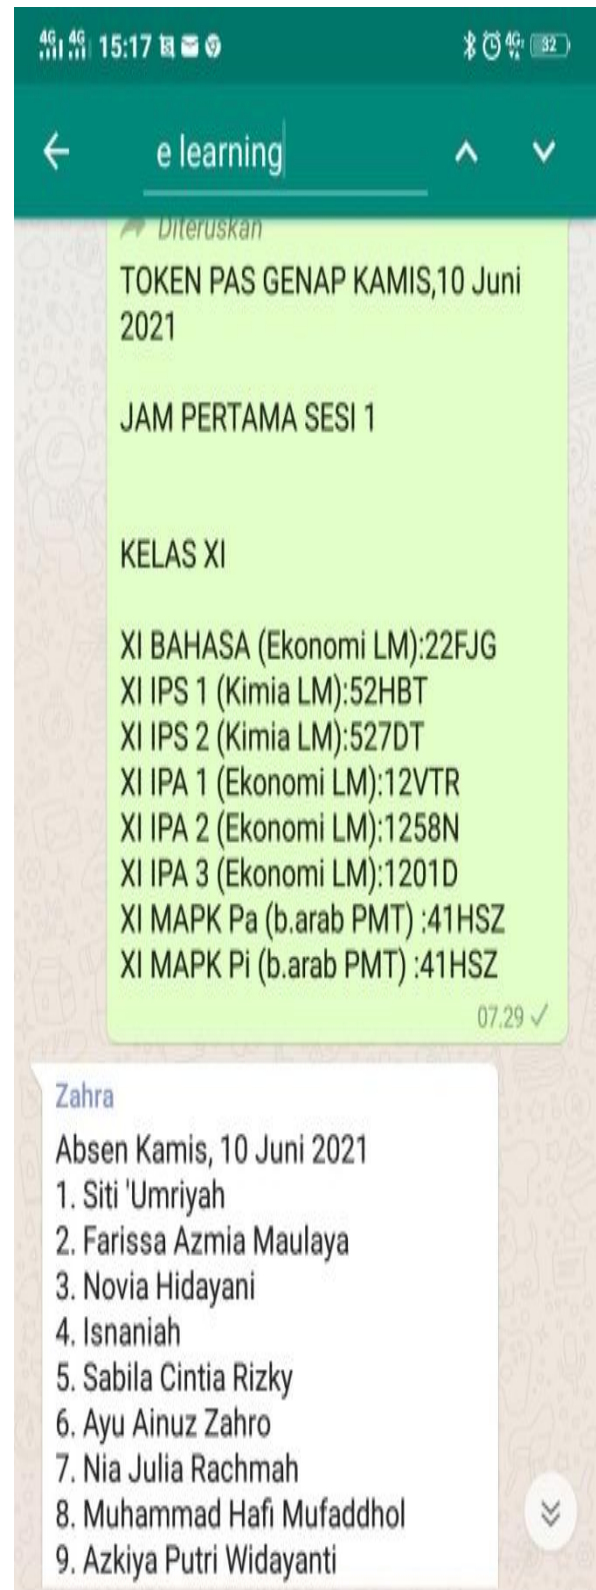 4G 4G 15:17 4G 32
e learning
Diteruskan
TOKEN PAS GENAP KAMIS,10 Juni
2021
JAM PERTAMA SESI 1
KELAS XI
XI BAHASA (Ekonomi LM):22FJG
XI IPS 1 (Kimia LM):52HBT
XI IPS 2 (Kimia LM):527DT
XI IPA 1 (Ekonomi LM):12VTR
XI IPA 2 (Ekonomi LM):1258N
XI IPA 3 (Ekonomi LM):1201D
XI MAPK Pa (b.arab PMT) :41HSZ
XI MAPK Pi (b.arab PMT) :41HSZ
07.29
Zahra
Absen Kamis, 10 Juni 2021
1. Siti 'Umriyah
2. Farissa Azmia Maulaya
3. Novia Hidayani
4. Isnaniah
5. Sabila Cintia Rizky
6. Ayu Ainuz Zahro
7. Nia Julia Rachmah
8. Muhammad Hafi Mufaddhol
9. Azkiya Putri Widayanti